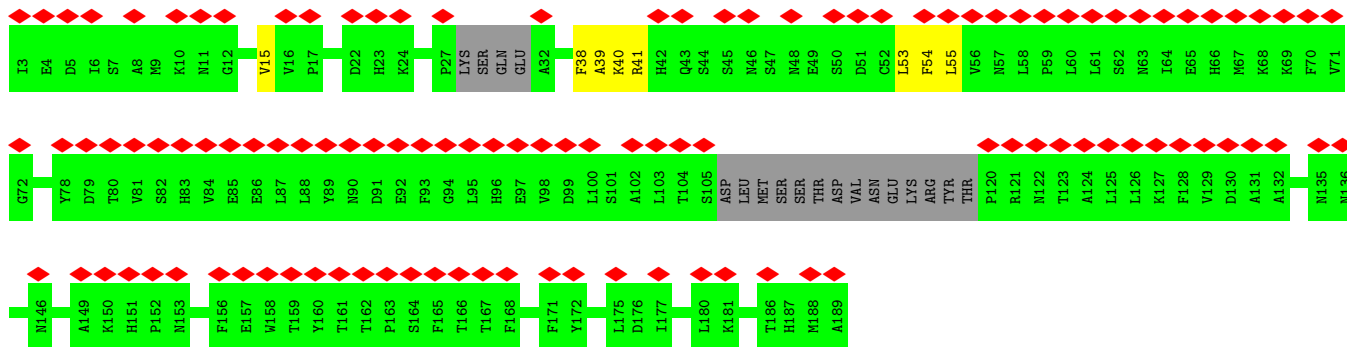 I3 E4 D5 I6 S7 A8 M9 K10 N11 G12 V15 V16 P17 D22 H23 K24 P27 LYS SER GLN GLU A32 F38 A39 K40 R41 H42 Q43 S44 S45 N46 S47 N48 E49 S50 D51 C52 L53 F54 L55 V56 N57 L58 P59 L60 L61 S62 N63 I64 E65 H66 M67 K68 K69 F70 V71
G72 Y78 D79 T80 V81 S82 H83 V84 E85 E86 L87 L88 Y89 N90 D91 E92 F93 G94 L95 H96 E97 V98 D99 L100 S101 A102 L103 T104 S105 ASP LEU MET SER SER THR ASP VAL ASN GLU LYS ARG TYR THR P120 R121 N122 T123 A124 L125 L126 K127 F128 V129 D130 A131 A132 N135 N136
N146 A149 K150 H151 P152 N153 F156 E157 W158 T159 Y160 T161 T162 P163 S164 F165 T166 T167 F168 F171 Y172 L175 D176 I177 L180 K181 T186 H187 M188 A189